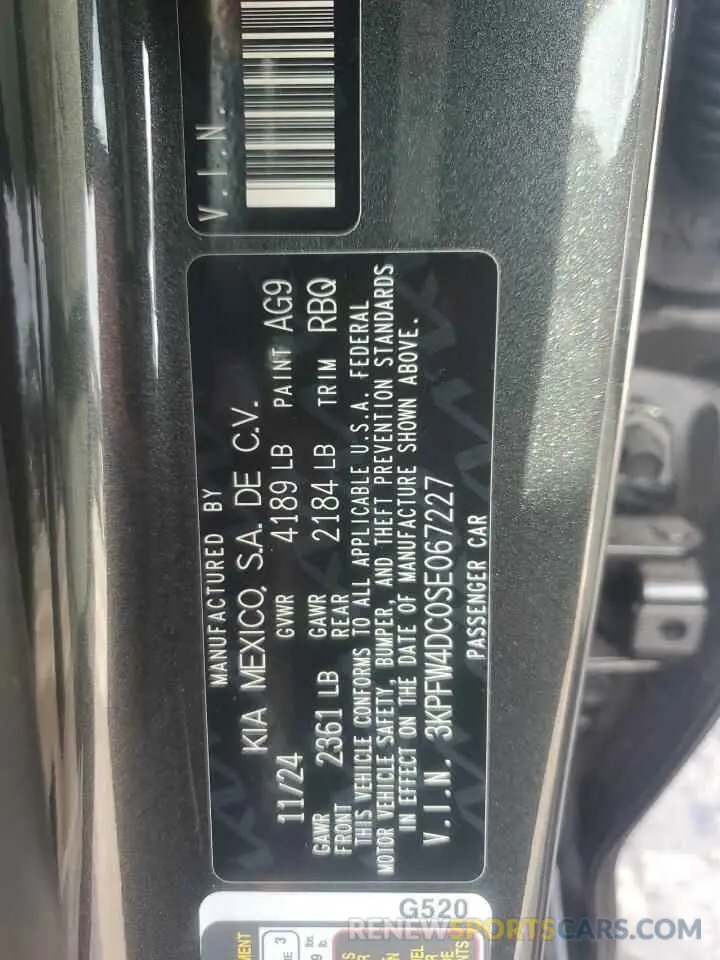 V.I.N.
MANUFACTURED BY
KIA MEXICO, S.A. DE C.V.
11/24 GVWR 4189 LB PAINT AG9
GAWR FRONT 2361 LB GAWR REAR 2184 LB TRIM RBQ
THIS VEHICLE CONFORMS TO ALL APPLICABLE U.S.A. FEDERAL
MOTOR VEHICLE SAFETY, BUMPER, AND THEFT PREVENTION STANDARDS
IN EFFECT ON THE DATE OF MANUFACTURE SHOWN ABOVE.
V.I.N. 3KPFW4DC0SE067227
PASSENGER CAR
G520
RENEWSPORTSCARS.COM